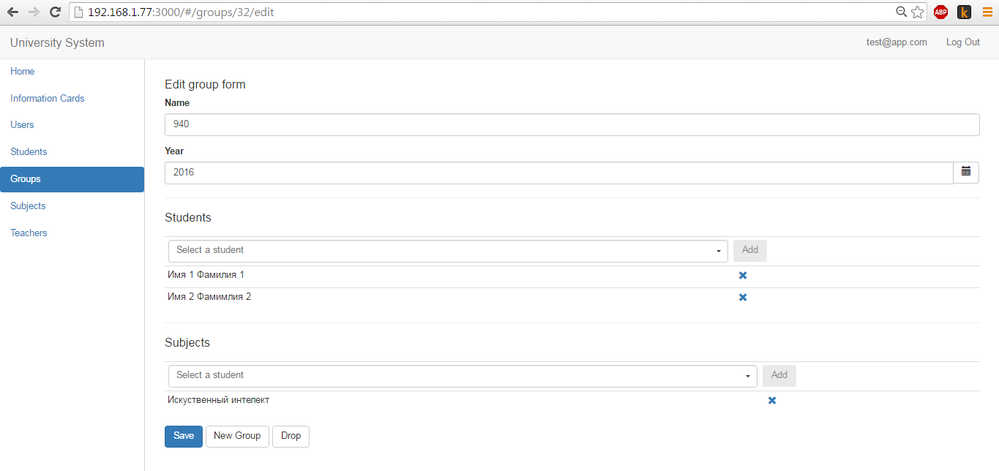 192.168.1.77:3000/#/groups/32/edit
ABP
k
University System
test@app.com
Log Out
Home
Information Cards
Users
Students
Groups
Subjects
Teachers
Edit group form
Name
940
Year
2016
Students
Select a student
Add
Имя 1 Фамилия 1
Имя 2 Фамимлия 2
Subjects
Select a student
Add
Искуственный интелект
Save
New Group
Drop